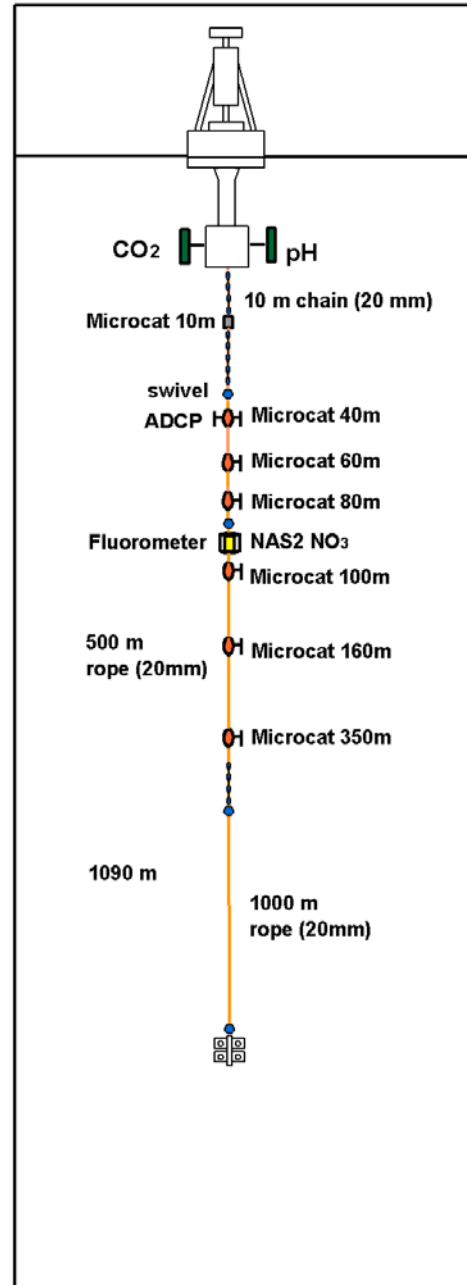 CO2
pH
10 m chain (20 mm)
Microcat 10m
swivel
ADCP
Microcat 40m
Microcat 60m
Microcat 80m
Fluorometer
NAS2 NO3
Microcat 100m
500 m
rope (20mm)
Microcat 160m
Microcat 350m
1090 m
1000 m
rope (20mm)